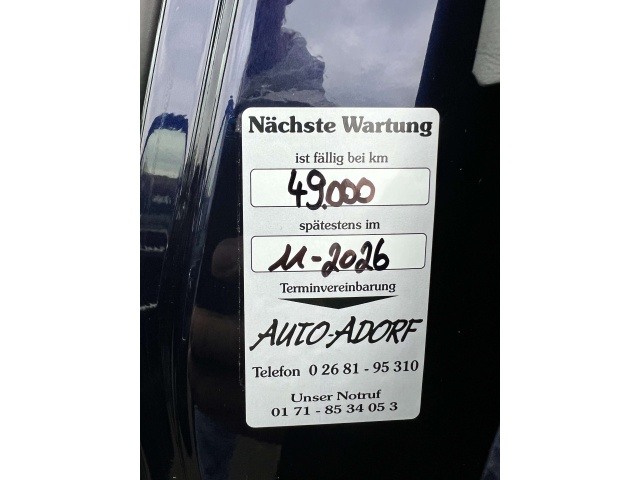 Nächste Wartung
ist fällig bei km
49.000
spätestens im
11-2026
Terminvereinbarung
AUTO-ADORF
Telefon 0 26 81 - 95 310
Unser Notruf
01 71 - 85 34 05 3